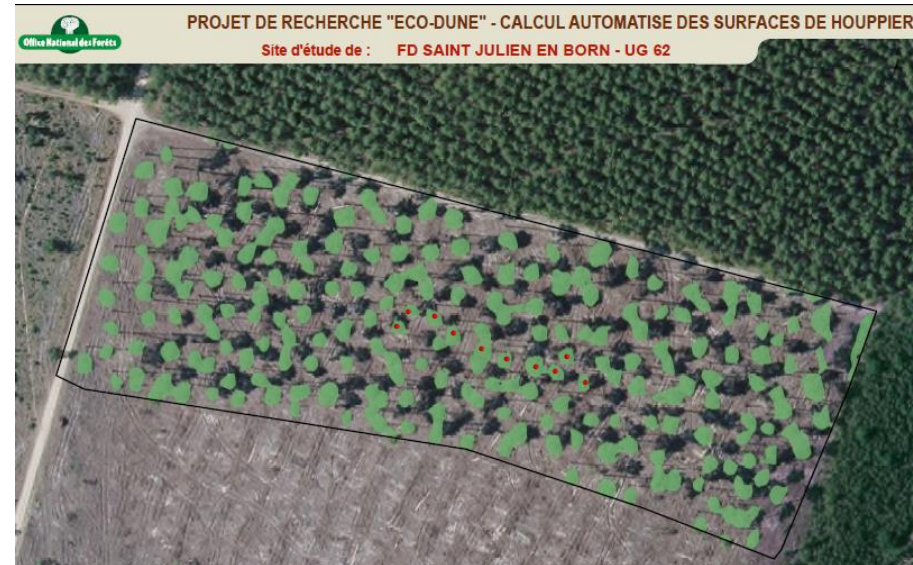 PROJET DE RECHERCHE "ECO-DUNE" - CALCUL AUTOMATISE DES SURFACES DE HOUPPIER
Office National des Forêts
Site d'étude de : FD SAINT JULIEN EN BORN - UG 62